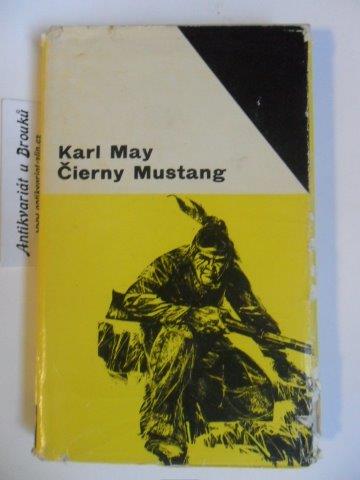 Karl May
Čierny Mustang
Antikvariát u Brouků